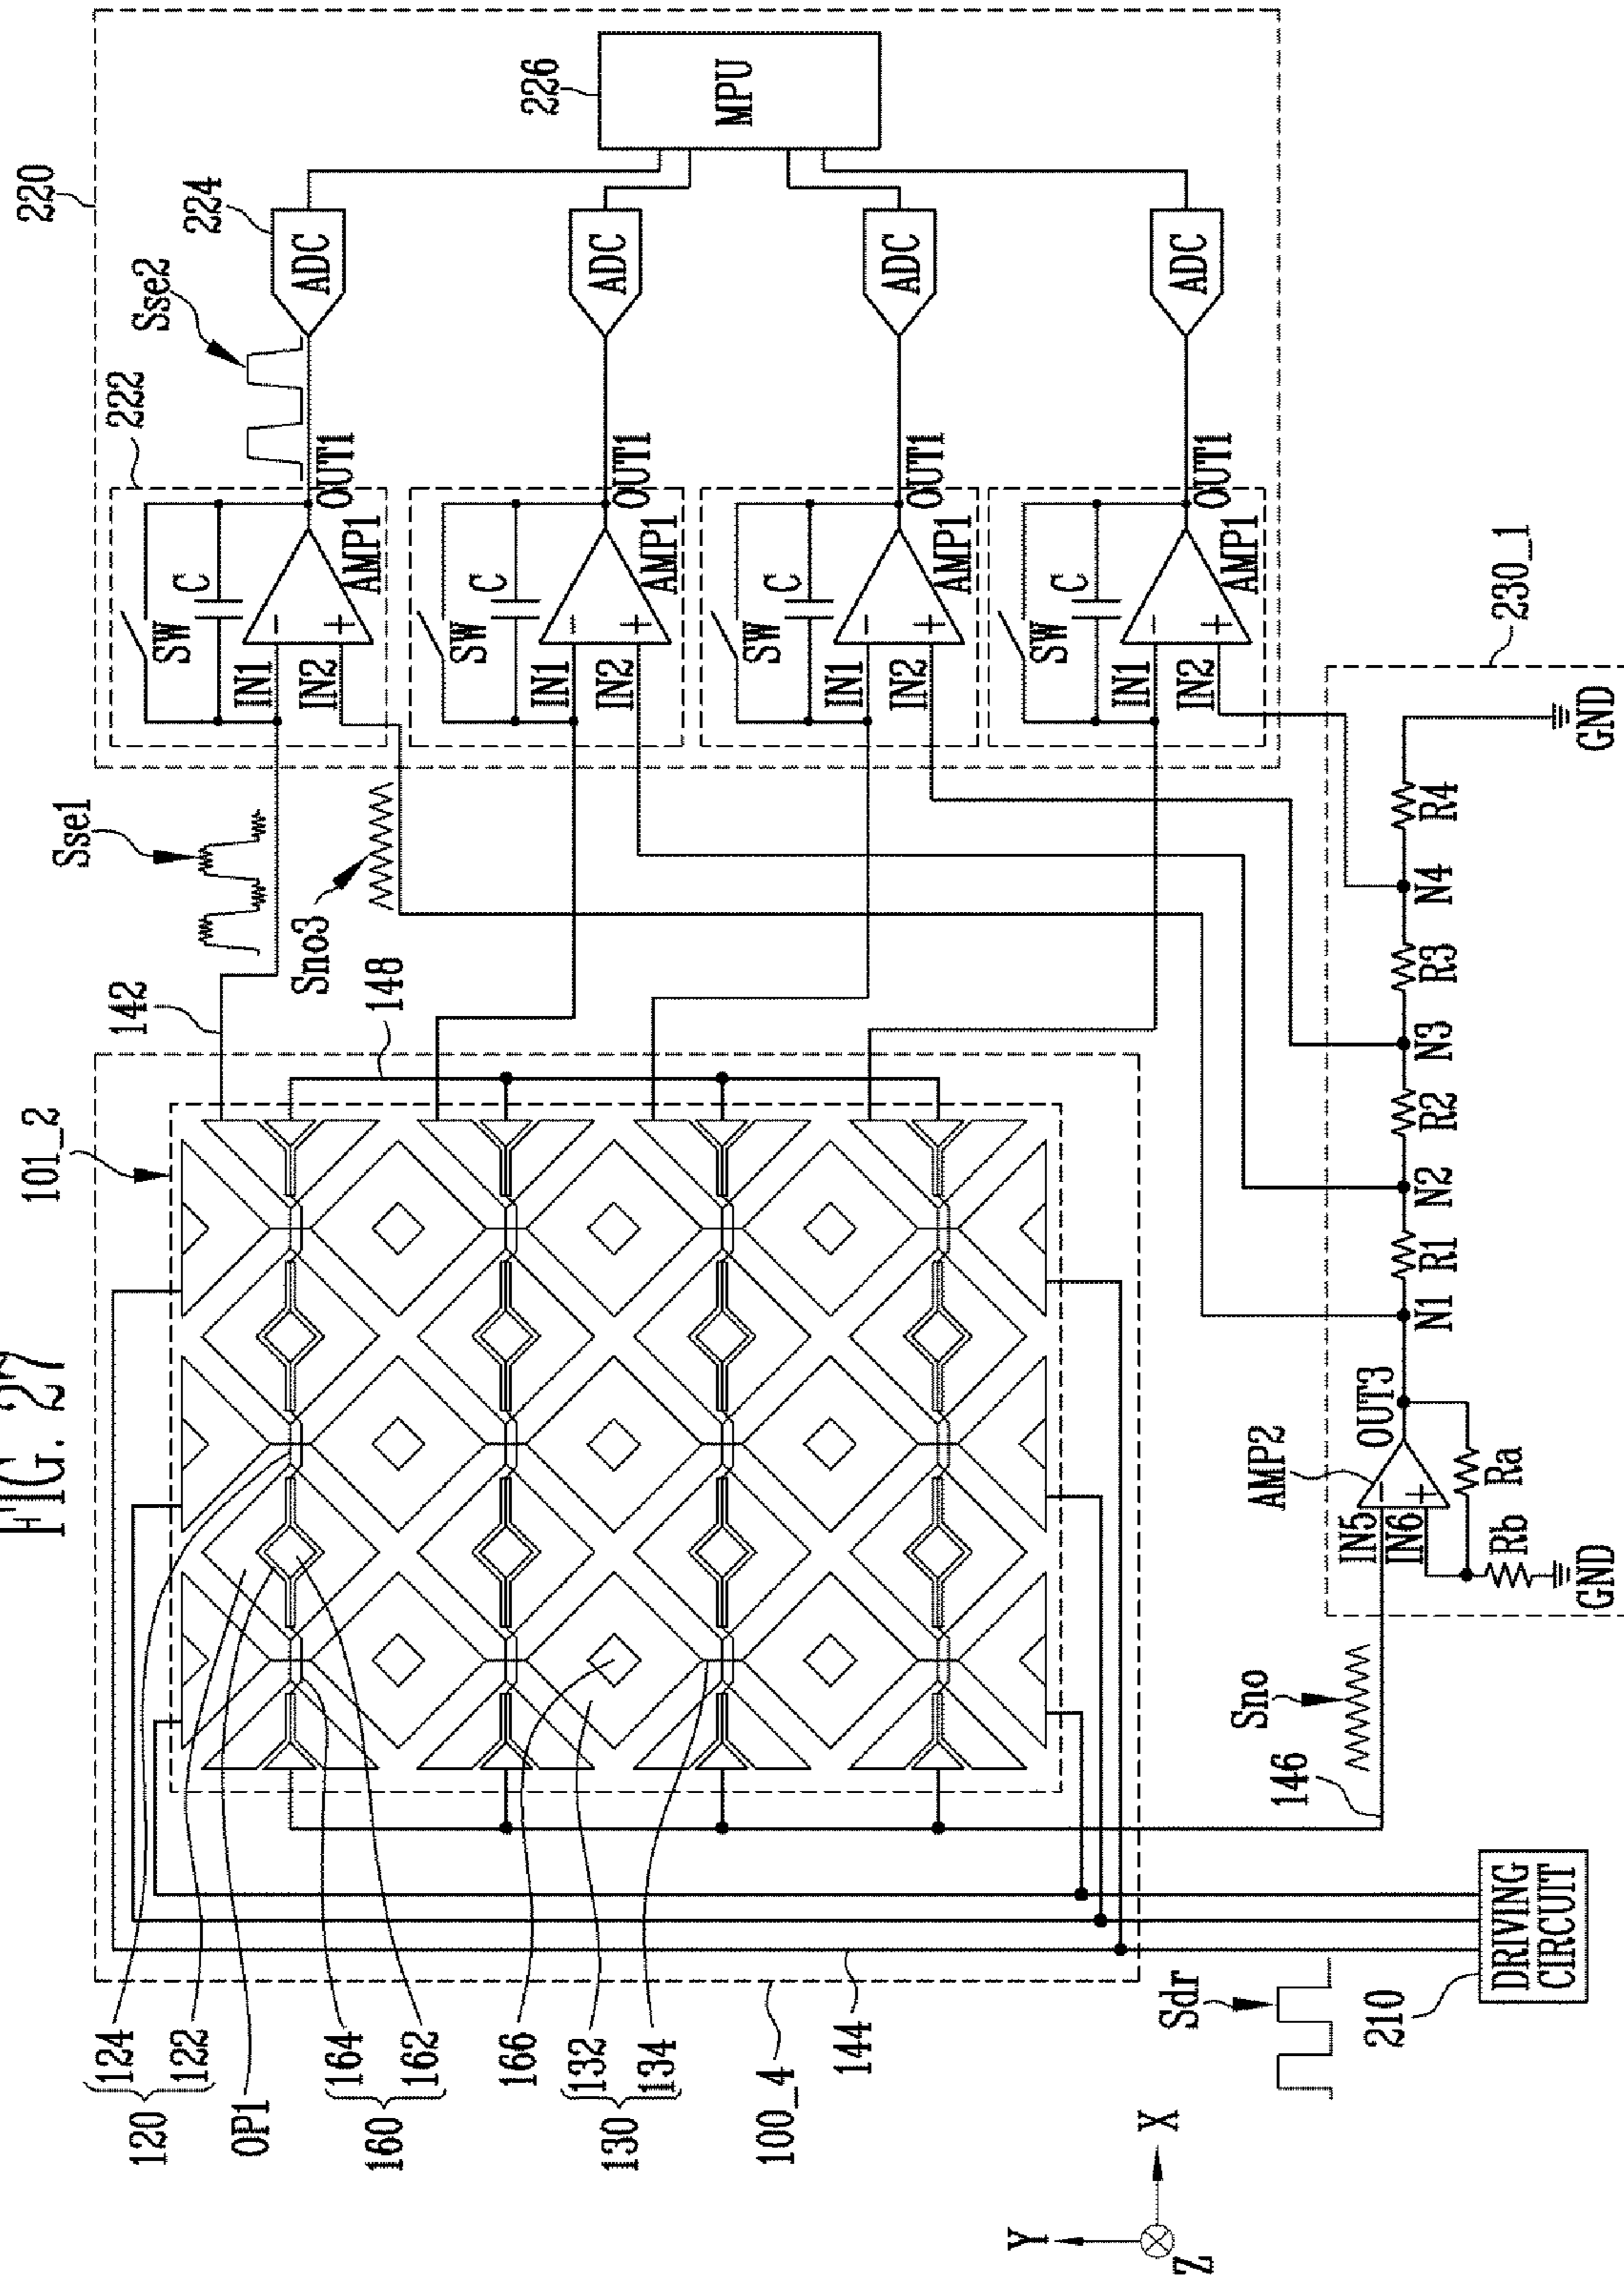 FIG. 27
220
226
MPU
224
ADC
ADC
ADC
ADC
Sse2
222
OUT1
OUT1
OUT1
OUT1
SW
C
AMP1
IN1
IN2
SW
C
AMP1
IN1
IN2
SW
C
AMP1
IN1
IN2
SW
C
AMP1
IN1
IN2
Sse1
Sno3
142
148
101_2
230_1
GND
R4
N4
R3
N3
R2
N2
R1
N1
OUT3
AMP2
IN5
IN6
Ra
Rb
GND
Sno
146
124
122
120
OP1
164
162
160
166
132
134
130
100_4
144
Sdr
210
DRIVING
CIRCUIT
Y
X
Z